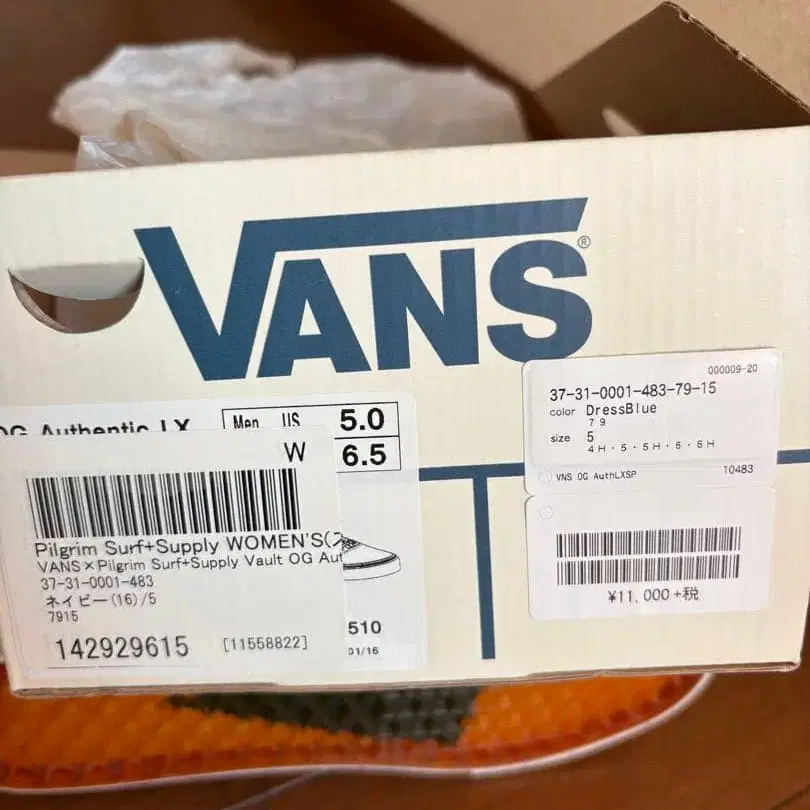 VANS®
OG Authentic LX
Men US 5.0
W 6.5
Pilgrim Surf+Supply WOMEN'S(
VANS×Pilgrim Surf+Supply Vault OG Aut
37-31-0001-483
ネイビー(16)/5
7915
142929615 [11558822]
510
01/16
000009-20
37-31-0001-483-79-15
color DressBlue
79
size 5
4H・5・5H・6・6H
VNS OG AuthLXSP 10483
¥11,000+税